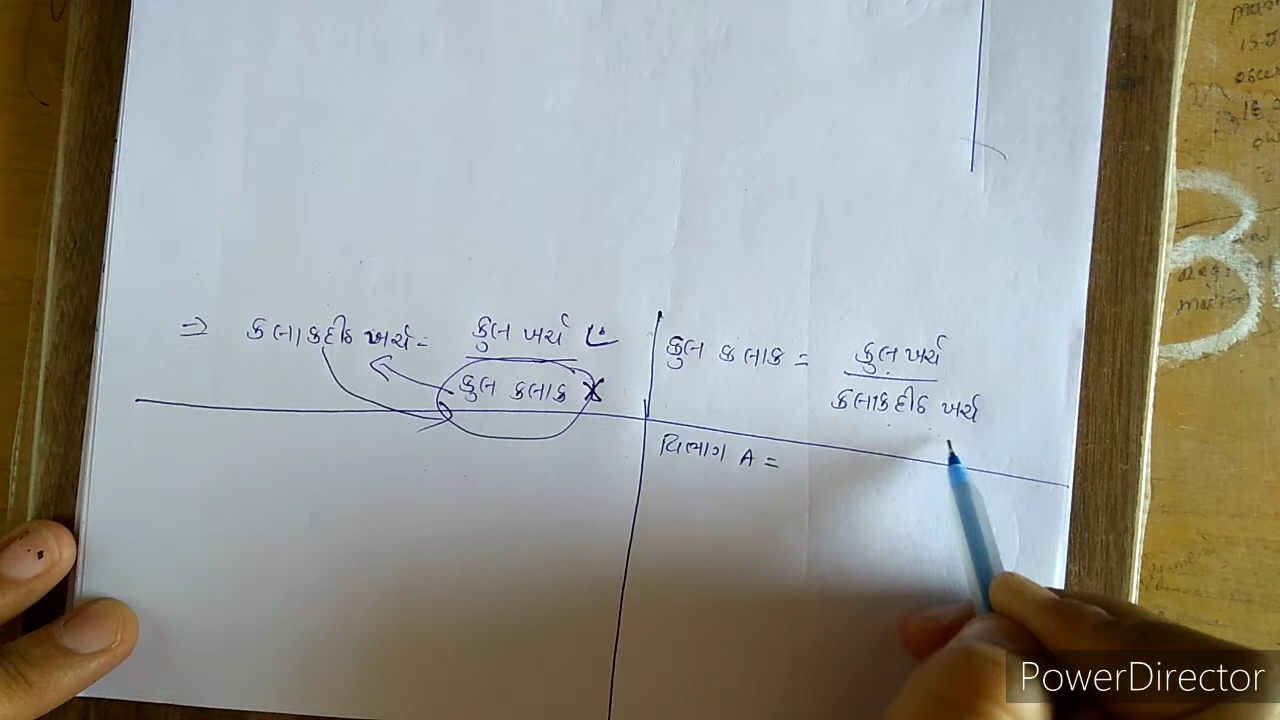 ⇒ કલાકદીઠ ખર્ચ = કુલ ખર્ચ
કુલ કલાક X
કુલ કલાક = કુલ ખર્ચ
કલાકદીઠ ખર્ચ
વિભાગ A =
PowerDirector